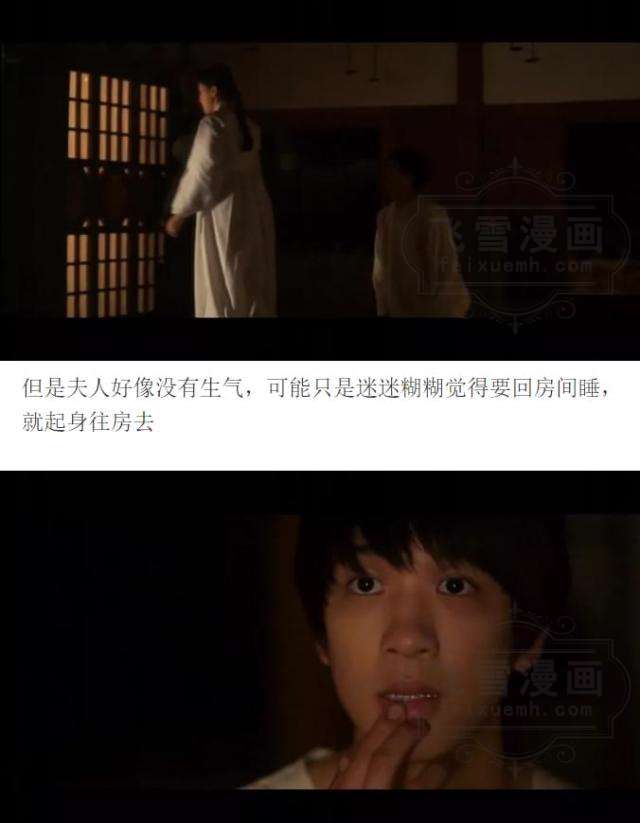 飞雪漫画
feixuemh.com
但是夫人好像没有生气，可能只是迷迷糊糊觉得要回房间睡，
就起身往房去
飞雪漫画
feixuemh.com